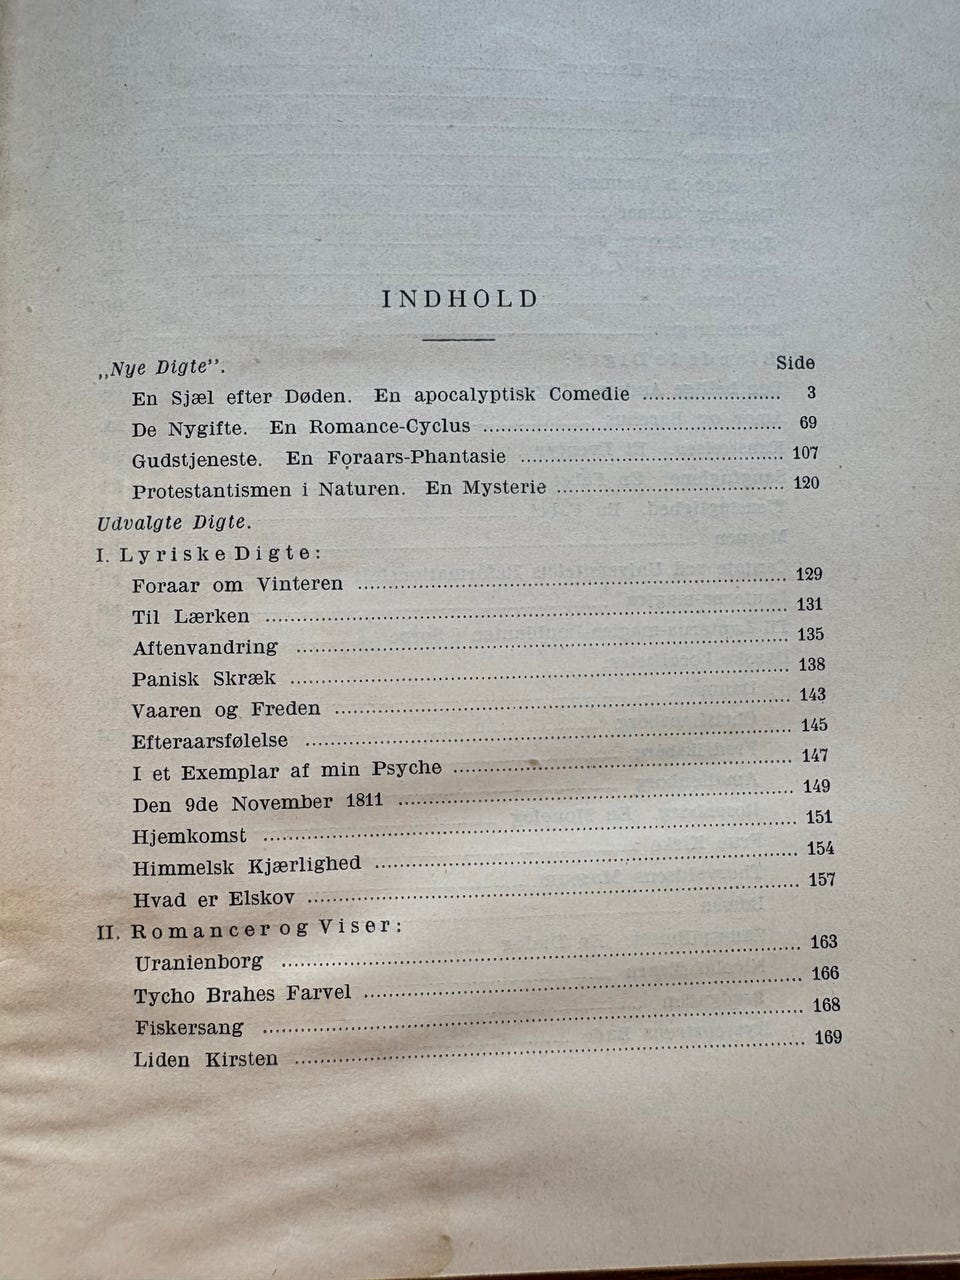 INDHOLD
„Nye Digte”. Side
En Sjæl efter Døden. En apocalyptisk Comedie 3
De Nygifte. En Romance-Cyclus 69
Gudstjeneste. En Foraars-Phantasie 107
Protestantismen i Naturen. En Mysterie 120
Udvalgte Digte.
I. Lyriske Digte:
Foraar om Vinteren 129
Til Lærken 131
Aftenvandring 135
Panisk Skræk 138
Vaaren og Freden 143
Efteraarsfølelse 145
I et Exemplar af min Psyche 147
Den 9de November 1811 149
Hjemkomst 151
Himmelsk Kjærlighed 154
Hvad er Elskov 157
II. Romancer og Viser:
Uranienborg 163
Tycho Brahes Farvel 166
Fiskersang 168
Liden Kirsten 169